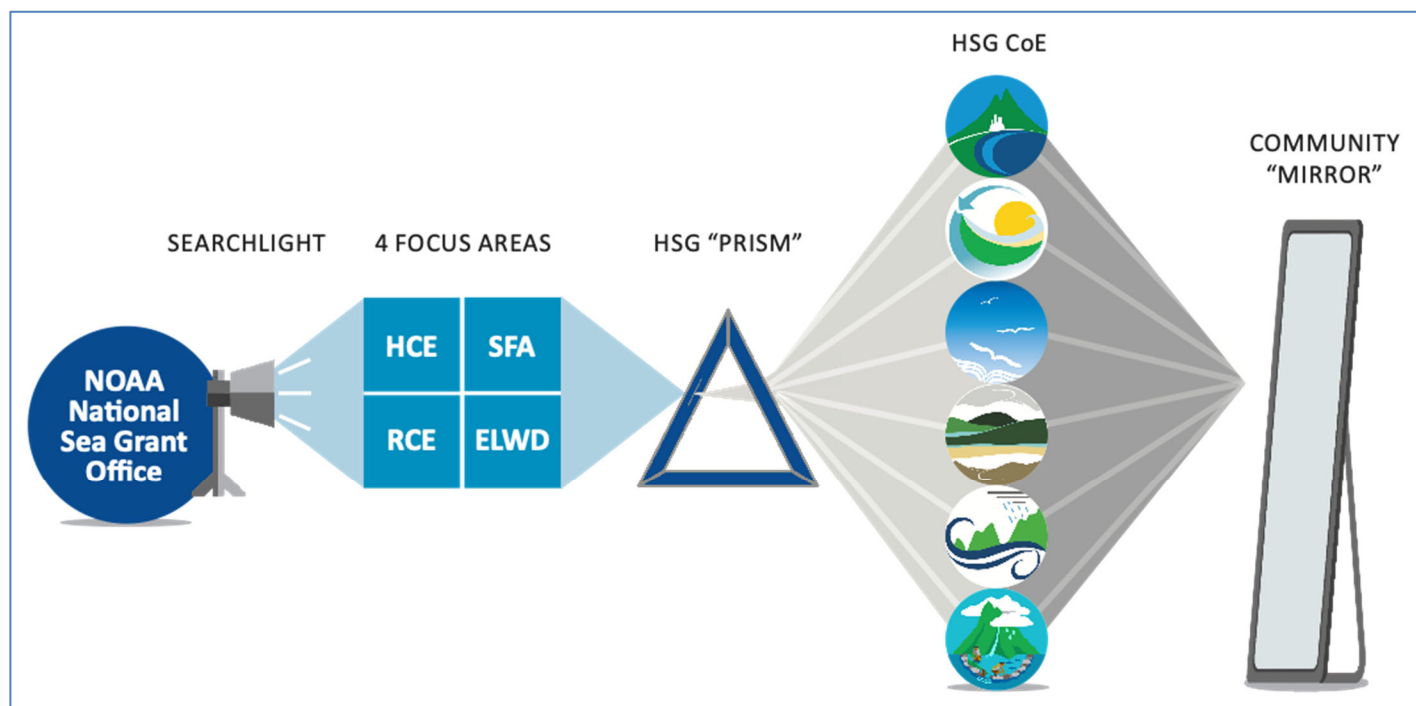 HSG CoE
COMMUNITY
“MIRROR”
SEARCHLIGHT
4 FOCUS AREAS
HSG “PRISM”
NOAA
National
Sea Grant
Office
HCE
SFA
RCE
ELWD